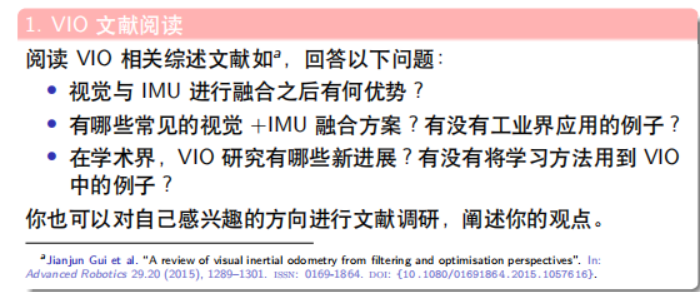 1. VIO 文献阅读
阅读 VIO 相关综述文献如a，回答以下问题：
• 视觉与 IMU 进行融合之后有何优势？
• 有哪些常见的视觉 +IMU 融合方案？有没有工业界应用的例子？
• 在学术界，VIO 研究有哪些新进展？有没有将学习方法用到 VIO
中的例子？
你也可以对自己感兴趣的方向进行文献调研，阐述你的观点。
aJianjun Gui et al. “A review of visual inertial odometry from filtering and optimisation perspectives”. In:
Advanced Robotics 29.20 (2015), 1289–1301. ISSN: 0169-1864. DOI: {10.1080/01691864.2015.1057616}.